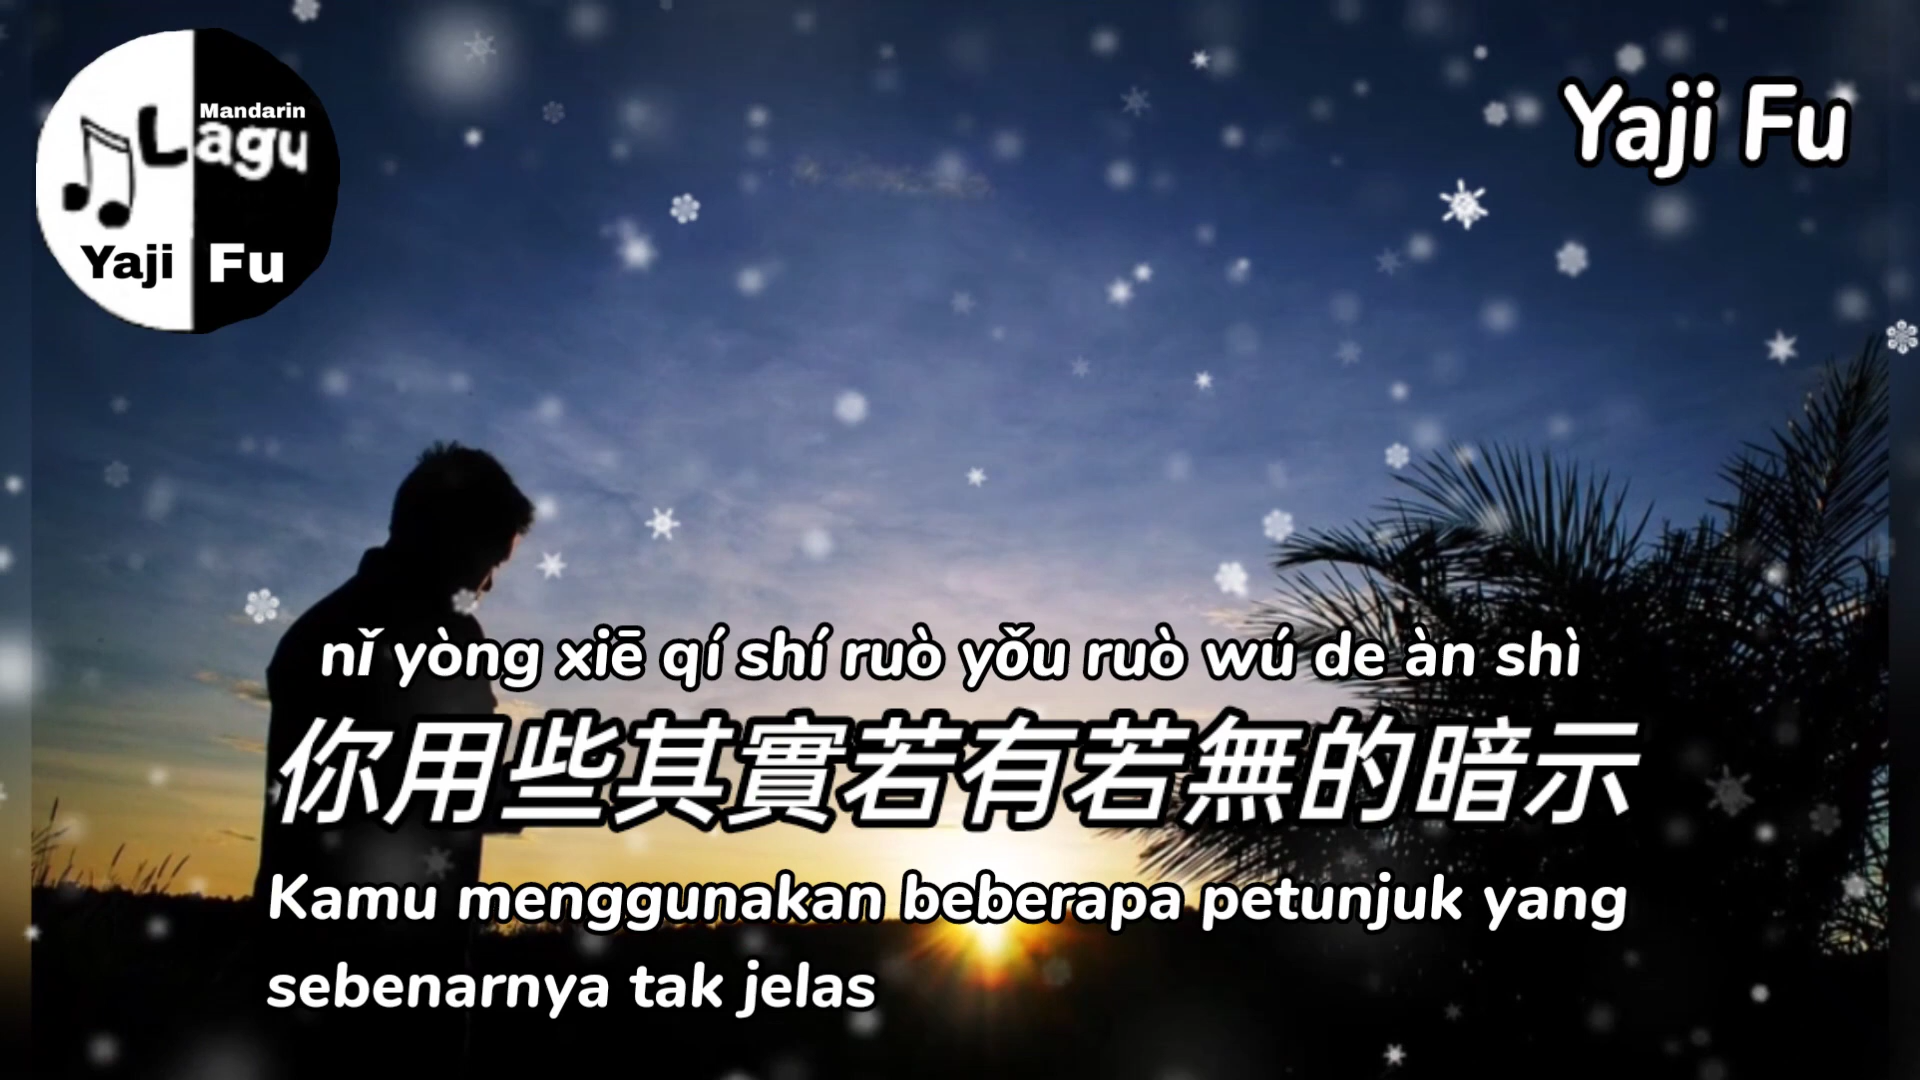 Mandarin
Lagu
Yaji Fu
Yaji Fu
nǐ yòng xiē qí shí ruò yǒu ruò wú de àn shì
你用些其實若有若無的暗示
Kamu menggunakan beberapa petunjuk yang
sebenarnya tak jelas